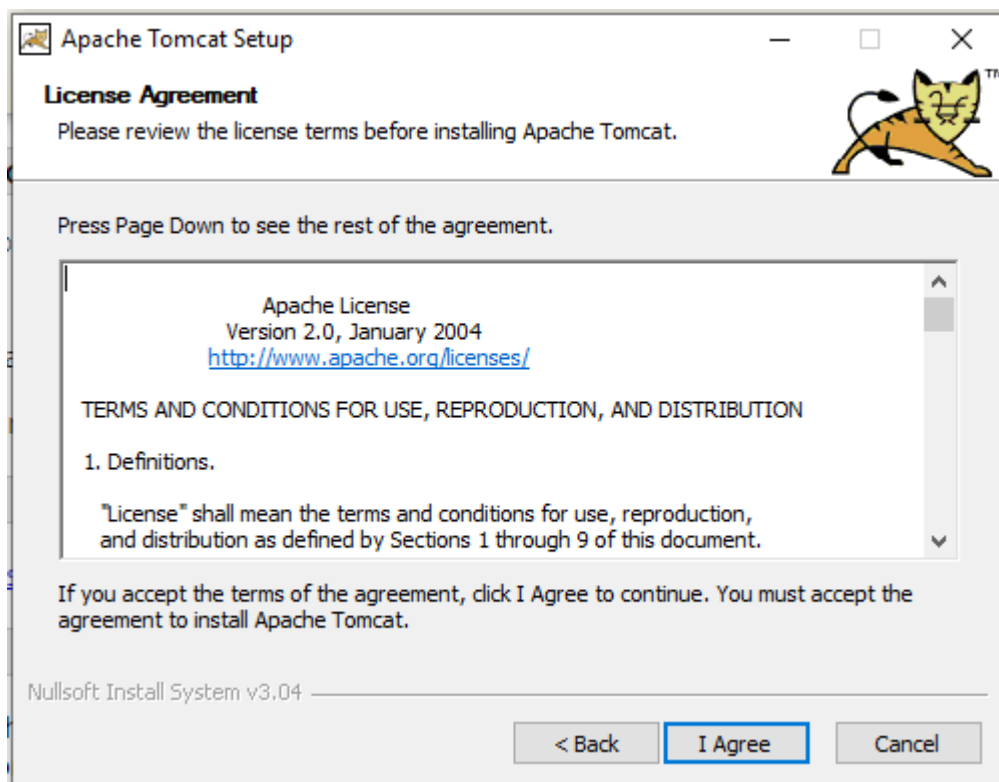 Apache Tomcat Setup
License Agreement
Please review the license terms before installing Apache Tomcat.
TM
Press Page Down to see the rest of the agreement.
Apache License
Version 2.0, January 2004
http://www.apache.org/licenses/
TERMS AND CONDITIONS FOR USE, REPRODUCTION, AND DISTRIBUTION
1. Definitions.
"License" shall mean the terms and conditions for use, reproduction,
and distribution as defined by Sections 1 through 9 of this document.
If you accept the terms of the agreement, click I Agree to continue. You must accept the
agreement to install Apache Tomcat.
Nullsoft Install System v3.04
< Back
I Agree
Cancel